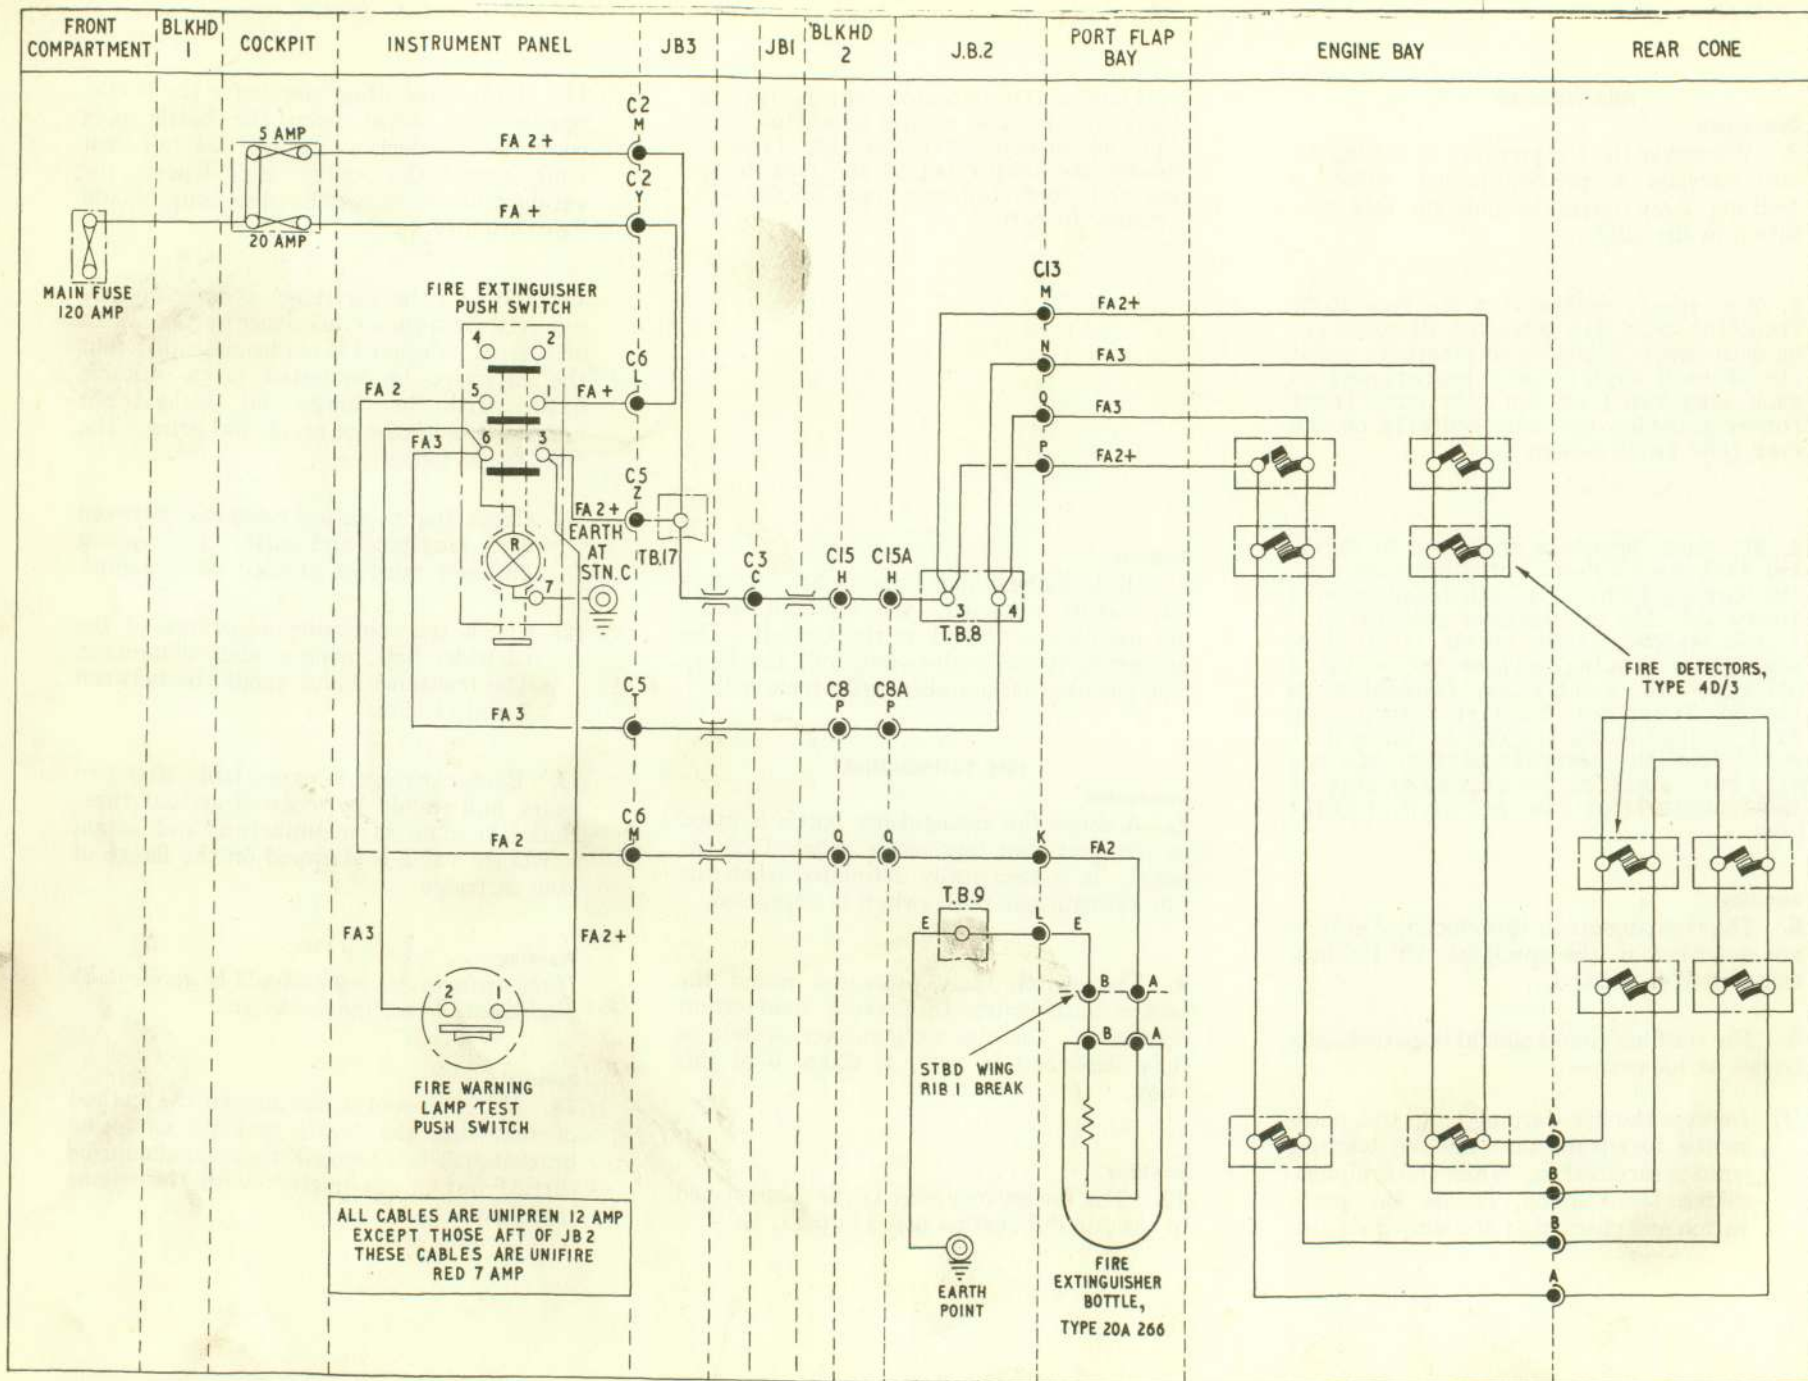 FRONT
COMPARTMENT
BLKHD
1
COCKPIT
INSTRUMENT PANEL
JB3
JB1
BLKHD
2
J.B.2
PORT FLAP
BAY
ENGINE BAY
REAR CONE
5 AMP
20 AMP
MAIN FUSE
120 AMP
FA 2+
C2
M
FA +
C2
Y
FIRE EXTINGUISHER
PUSH SWITCH
4
2
5
1
6
3
R
7
FA 2
FA +
C6
L
FA3
FA 2+
C5
Z
EARTH
AT
STN.C
T.B.17
C3
C
C15
H
C15A
H
3
4
T.B.8
C13
M
FA2+
N
FA3
Q
FA3
P
FA2+
FIRE DETECTORS,
TYPE 4D/3
FA 3
C5
T
C8
P
C8A
P
FA 2
C6
M
Q
Q
K
FA2
T.B.9
E
L
E
B
A
B
A
STBD WING
RIB 1 BREAK
FA3
FA2+
2
1
FIRE WARNING
LAMP TEST
PUSH SWITCH
ALL CABLES ARE UNIPREN 12 AMP
EXCEPT THOSE AFT OF JB2
THESE CABLES ARE UNIFIRE
RED 7 AMP
EARTH
POINT
FIRE
EXTINGUISHER
BOTTLE,
TYPE 20A 266
A
B
B
A